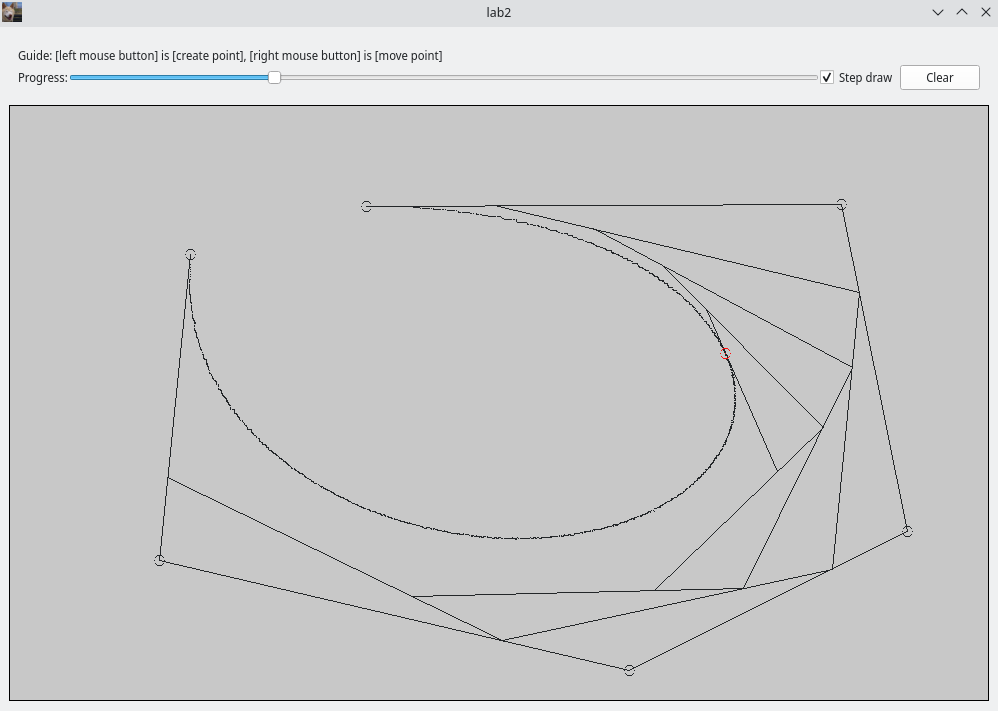 lab2
Guide: [left mouse button] is [create point], [right mouse button] is [move point]
Progress:
Step draw
Clear